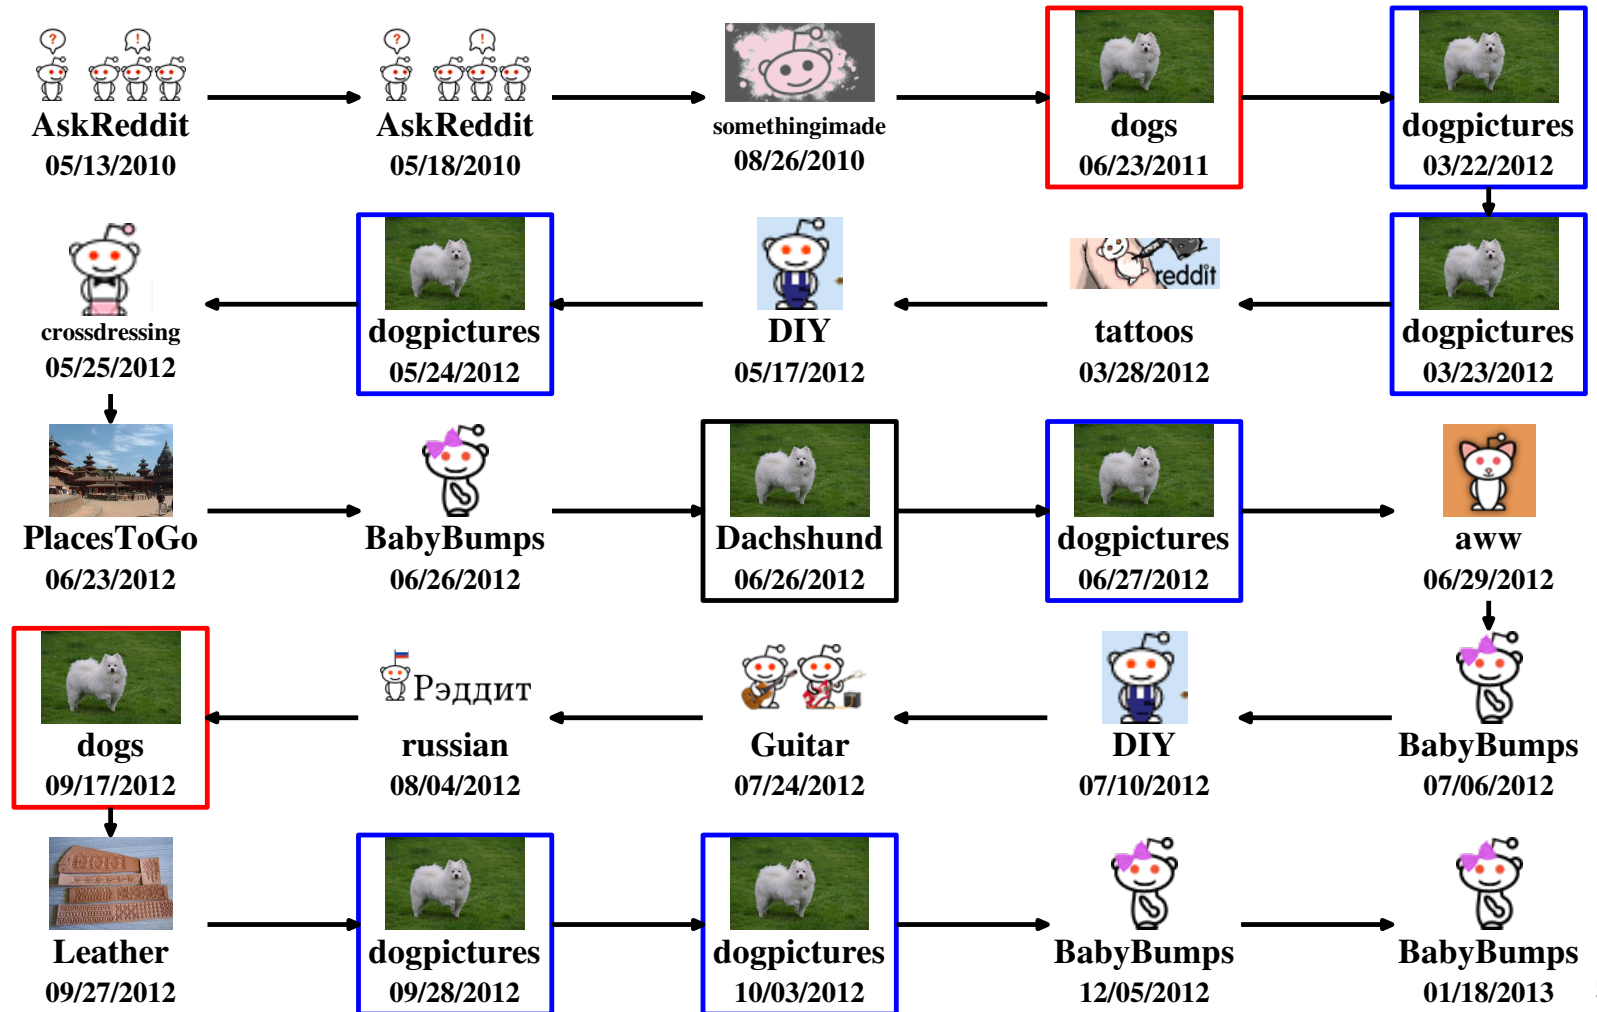 ? !
AskReddit
05/13/2010
? !
AskReddit
05/18/2010
somethingimade
08/26/2010
dogs
06/23/2011
dogpictures
03/22/2012
crossdressing
05/25/2012
dogpictures
05/24/2012
DIY
05/17/2012
reddit
tattoos
03/28/2012
dogpictures
03/23/2012
PlacesToGo
06/23/2012
BabyBumps
06/26/2012
Dachshund
06/26/2012
dogpictures
06/27/2012
aww
06/29/2012
dogs
09/17/2012
Рэддит
russian
08/04/2012
Guitar
07/24/2012
DIY
07/10/2012
BabyBumps
07/06/2012
Leather
09/27/2012
dogpictures
09/28/2012
dogpictures
10/03/2012
BabyBumps
12/05/2012
BabyBumps
01/18/2013